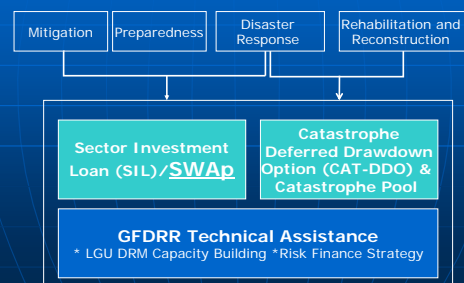 Mitigation
Preparedness
Disaster
Response
Rehabilitation and
Reconstruction
Sector Investment
Loan (SIL)/SWAp
Catastrophe
Deferred Drawdown
Option (CAT-DDO) &
Catastrophe Pool
GFDRR Technical Assistance
* LGU DRM Capacity Building *Risk Finance Strategy